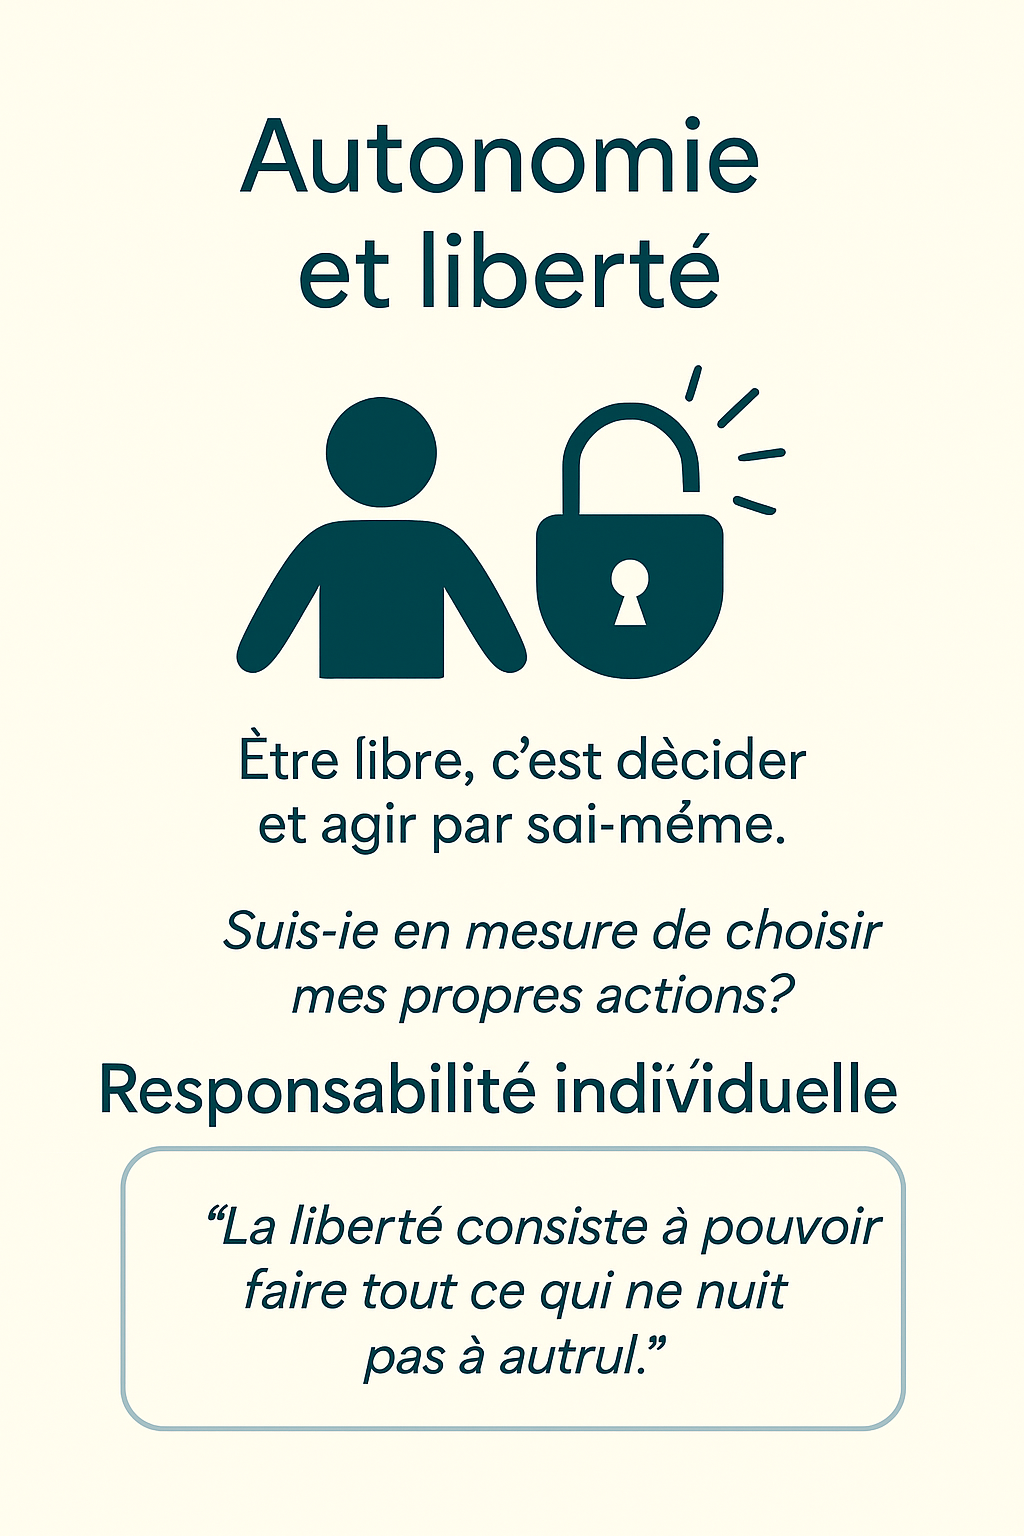 Autonomie
et liberté
Ètre libre, c’est dècider
et agir par sai-méme.
Suis-ie en mesure de choisir
mes propres actions?
Responsabilité indív́iduelle
“La liberté consiste à pouvoir
faire tout ce qui ne nuit
pas à autrul.”